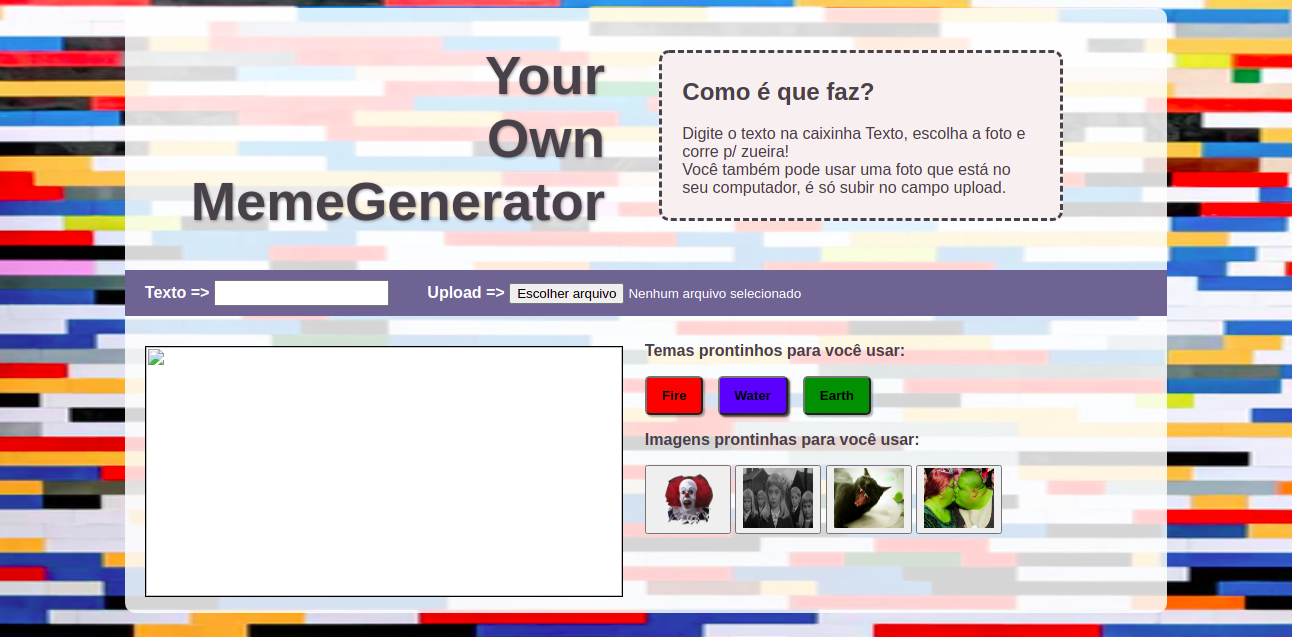 Your
Own
MemeGenerator
Como é que faz?
Digite o texto na caixinha Texto, escolha a foto e
corre p/ zueira!
Você também pode usar uma foto que está no
seu computador, é só subir no campo upload.
Texto => Upload => Escolher arquivo Nenhum arquivo selecionado
Temas prontinhos para você usar:
Fire Water Earth
Imagens prontinhas para você usar: